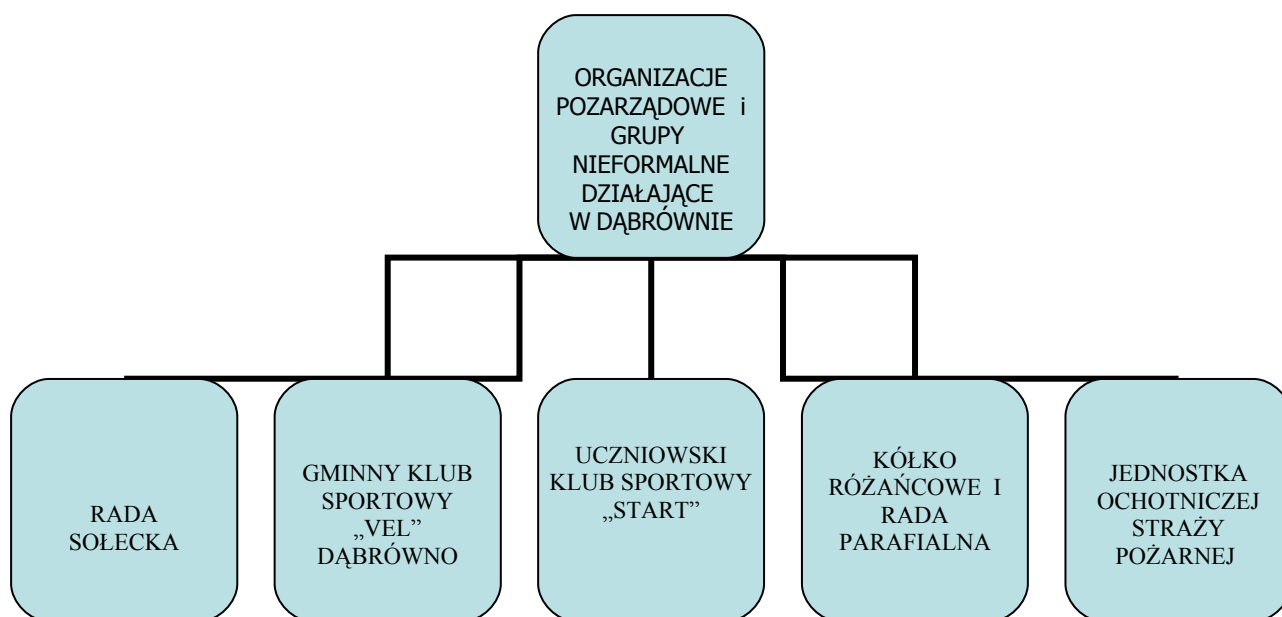 ORGANIZACJE
POZARZĄDOWE i
GRUPY
NIEFORMALNE
DZIAŁAJĄCE
W DĄBRÓWNIE
RADA
SOŁECKA
GMINNY KLUB
SPORTOWY
„VEL”
DĄBRÓWNO
UCZNIOWSKI
KLUB SPORTOWY
„START”
KÓŁKO
RÓŻAŃCOWE I
RADA
PARAFIALNA
JEDNOSTKA
OCHOTNICZEJ
STRAŻY
POŻARNEJ